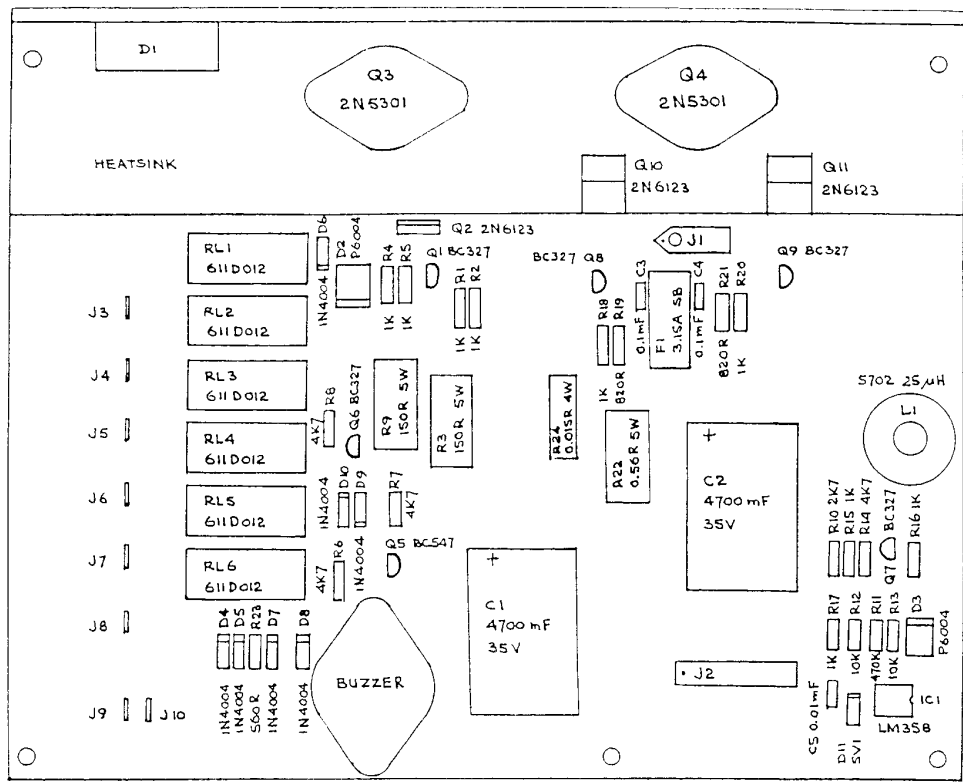 D1
Q3
2N5301
Q4
2N5301
HEATSINK
Q10
2N6123
Q11
2N6123
RL1
611D012
D6
1N4004
D2
P6004
Q2 2N6123
R4
1K
R5
1K
Q1 BC327
R1
1K
R2
1K
BC327 Q8
C3
0.1mF
J1
C4
0.1mF
F1
3.15A SB
Q9 BC327
R21
820R
R20
1K
R18
1K
R19
820R
J3
RL2
611D012
J4
RL3
611D012
R8
4K7
Q6 BC327
R9
150R 5W
R3
150R 5W
R24
0.015R 4W
R22
0.56R 5W
5702 25µH
L1
J5
RL4
611D012
C2
4700mF
35V
J6
RL5
611D012
D10
1N4004
D9
1N4004
R7
4K7
R10 2K7
R15 1K
R14 4K7
Q7 BC327
R16 1K
J7
RL6
611D012
R6
4K7
Q5 BC547
C1
4700mF
35V
J8
D4
1N4004
D5
1N4004
R23
560R
D7
1N4004
D8
1N4004
BUZZER
R17
1K
R12
10K
R11
470K
R13
10K
D3
P6004
J2
J9
J10
C5 0.01mF
D11
5V1
IC1
LM358